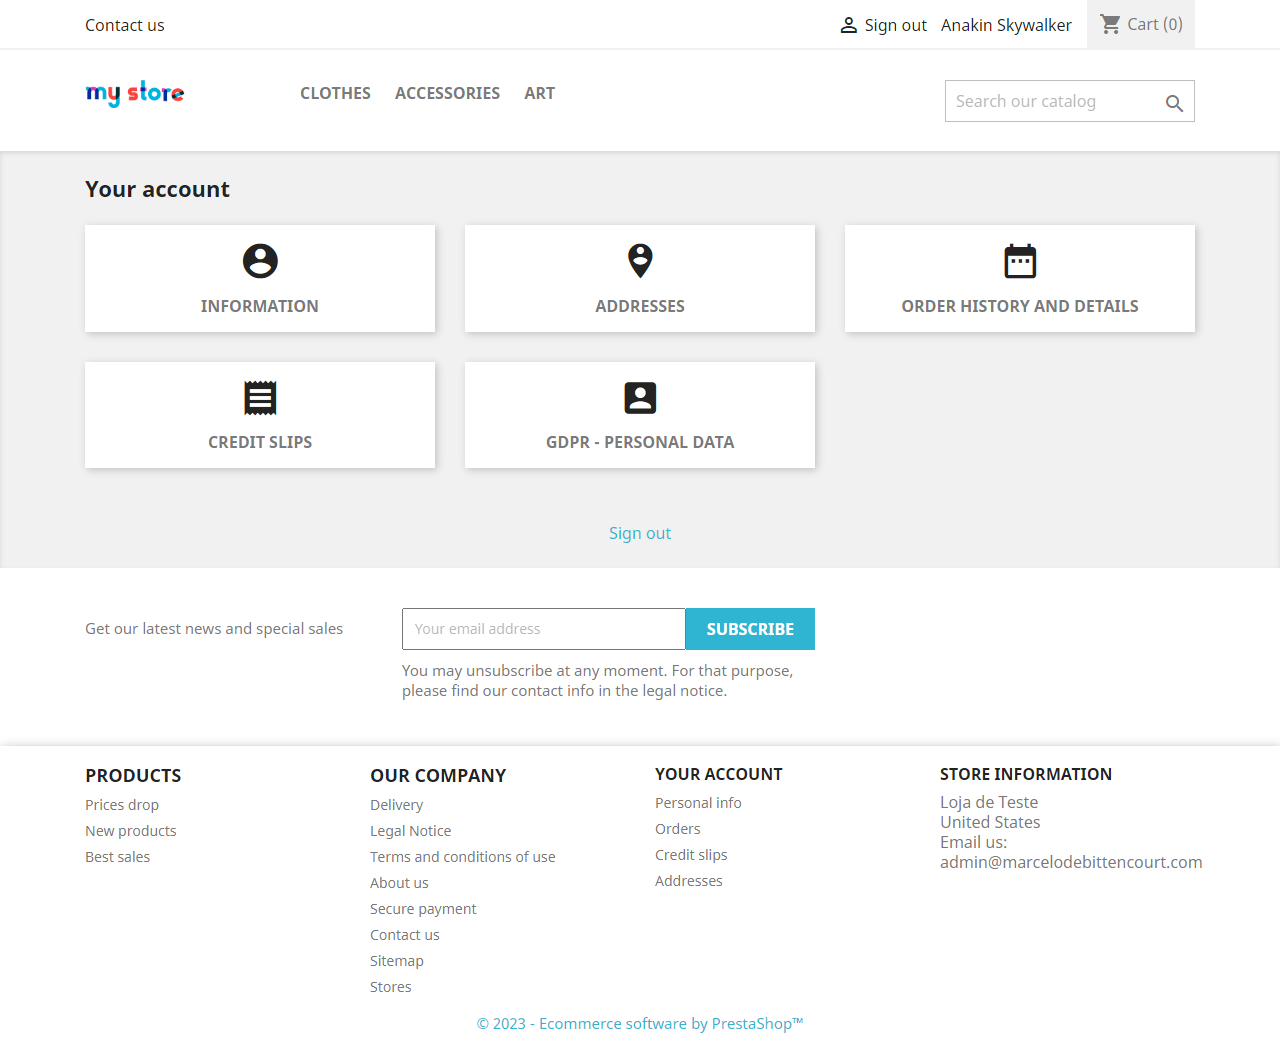 Contact us
Sign out
Anakin Skywalker
Cart (0)
my store
CLOTHES
ACCESSORIES
ART
Search our catalog
Your account
INFORMATION
ADDRESSES
ORDER HISTORY AND DETAILS
CREDIT SLIPS
GDPR - PERSONAL DATA
Sign out
Get our latest news and special sales
Your email address
SUBSCRIBE
You may unsubscribe at any moment. For that purpose,
please find our contact info in the legal notice.
PRODUCTS
Prices drop
New products
Best sales
OUR COMPANY
Delivery
Legal Notice
Terms and conditions of use
About us
Secure payment
Contact us
Sitemap
Stores
YOUR ACCOUNT
Personal info
Orders
Credit slips
Addresses
STORE INFORMATION
Loja de Teste
United States
Email us:
admin@marcelodebittencourt.com
© 2023 - Ecommerce software by PrestaShop™